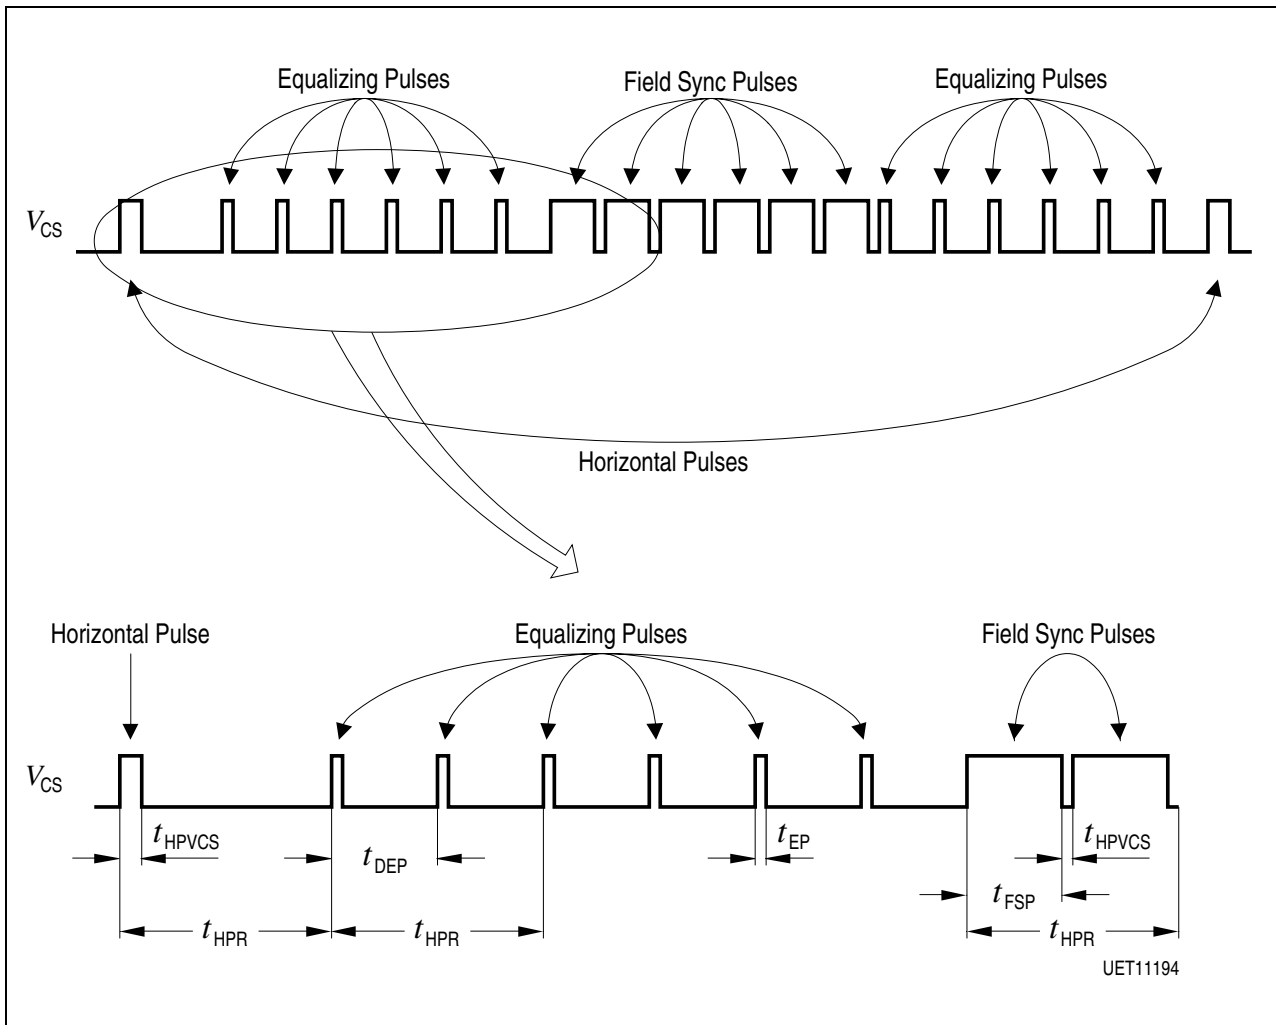 Equalizing Pulses
Field Sync Pulses
Equalizing Pulses
VCS
Horizontal Pulses
Horizontal Pulse
Equalizing Pulses
Field Sync Pulses
VCS
tHPVCS
tDEP
tEP
tHPVCS
tFSP
tHPR
tHPR
tHPR
UET11194